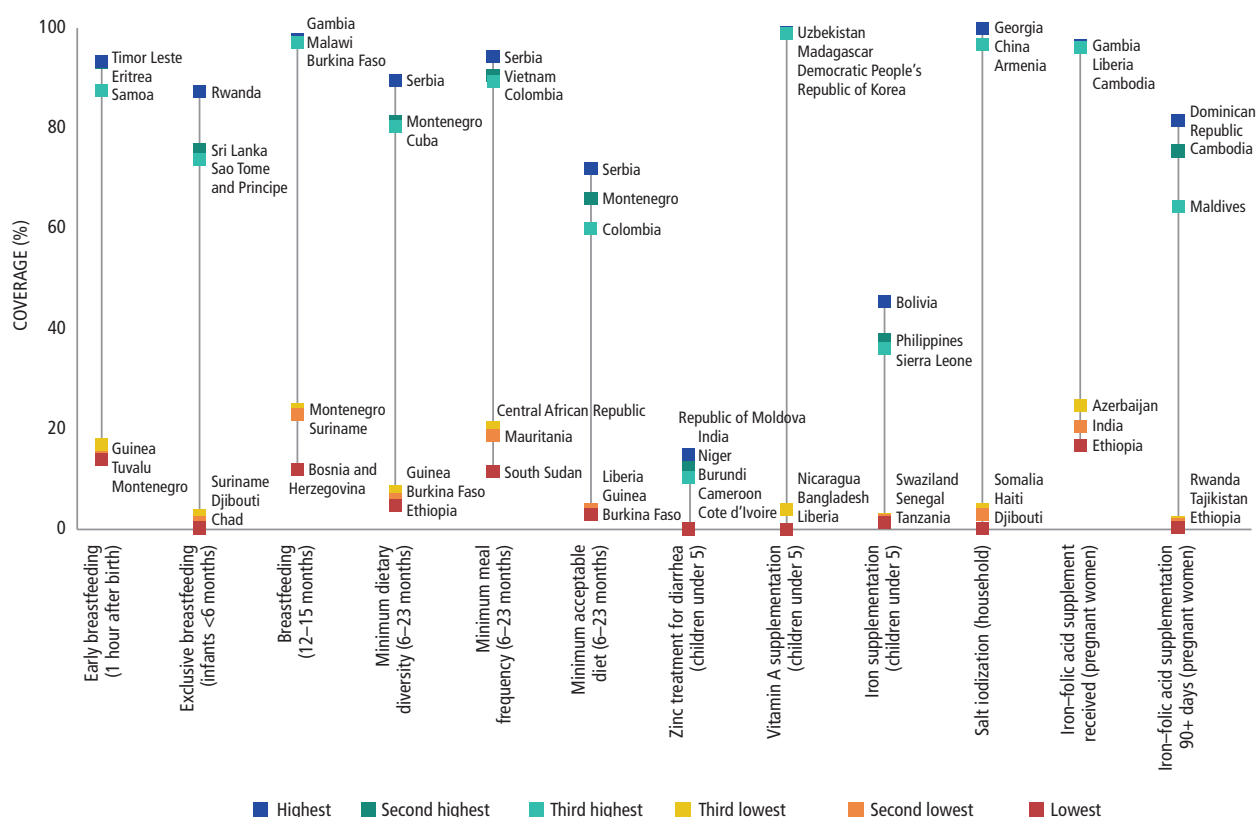 COVERAGE (%)
100
80
60
40
20
0
Timor Leste
Eritrea
Samoa
Guinea
Tuvalu
Montenegro
Rwanda
Sri Lanka
Sao Tome
and Principe
Suriname
Djibouti
Chad
Gambia
Malawi
Burkina Faso
Montenegro
Suriname
Bosnia and
Herzegovina
Serbia
Montenegro
Cuba
Guinea
Burkina Faso
Ethiopia
Serbia
Vietnam
Colombia
Central African Republic
Mauritania
South Sudan
Serbia
Montenegro
Colombia
Liberia
Guinea
Burkina Faso
Republic of Moldova
India
Niger
Burundi
Cameroon
Cote d'Ivoire
Uzbekistan
Madagascar
Democratic People's
Republic of Korea
Nicaragua
Bangladesh
Liberia
Bolivia
Philippines
Sierra Leone
Swaziland
Senegal
Tanzania
Georgia
China
Armenia
Somalia
Haiti
Djibouti
Gambia
Liberia
Cambodia
Azerbaijan
India
Ethiopia
Dominican
Republic
Cambodia
Maldives
Rwanda
Tajikistan
Ethiopia
Early breastfeeding
(1 hour after birth)
Exclusive breastfeeding
(infants <6 months)
Breastfeeding
(12–15 months)
Minimum dietary
diversity (6–23 months)
Minimum meal
frequency (6–23 months)
Minimum acceptable
diet (6–23 months)
Zinc treatment for diarrhea
(children under 5)
Vitamin A supplementation
(children under 5)
Iron supplementation
(children under 5)
Salt iodization (household)
Iron–folic acid supplement
received (pregnant women)
Iron–folic acid supplementation
90+ days (pregnant women)
Highest
Second highest
Third highest
Third lowest
Second lowest
Lowest